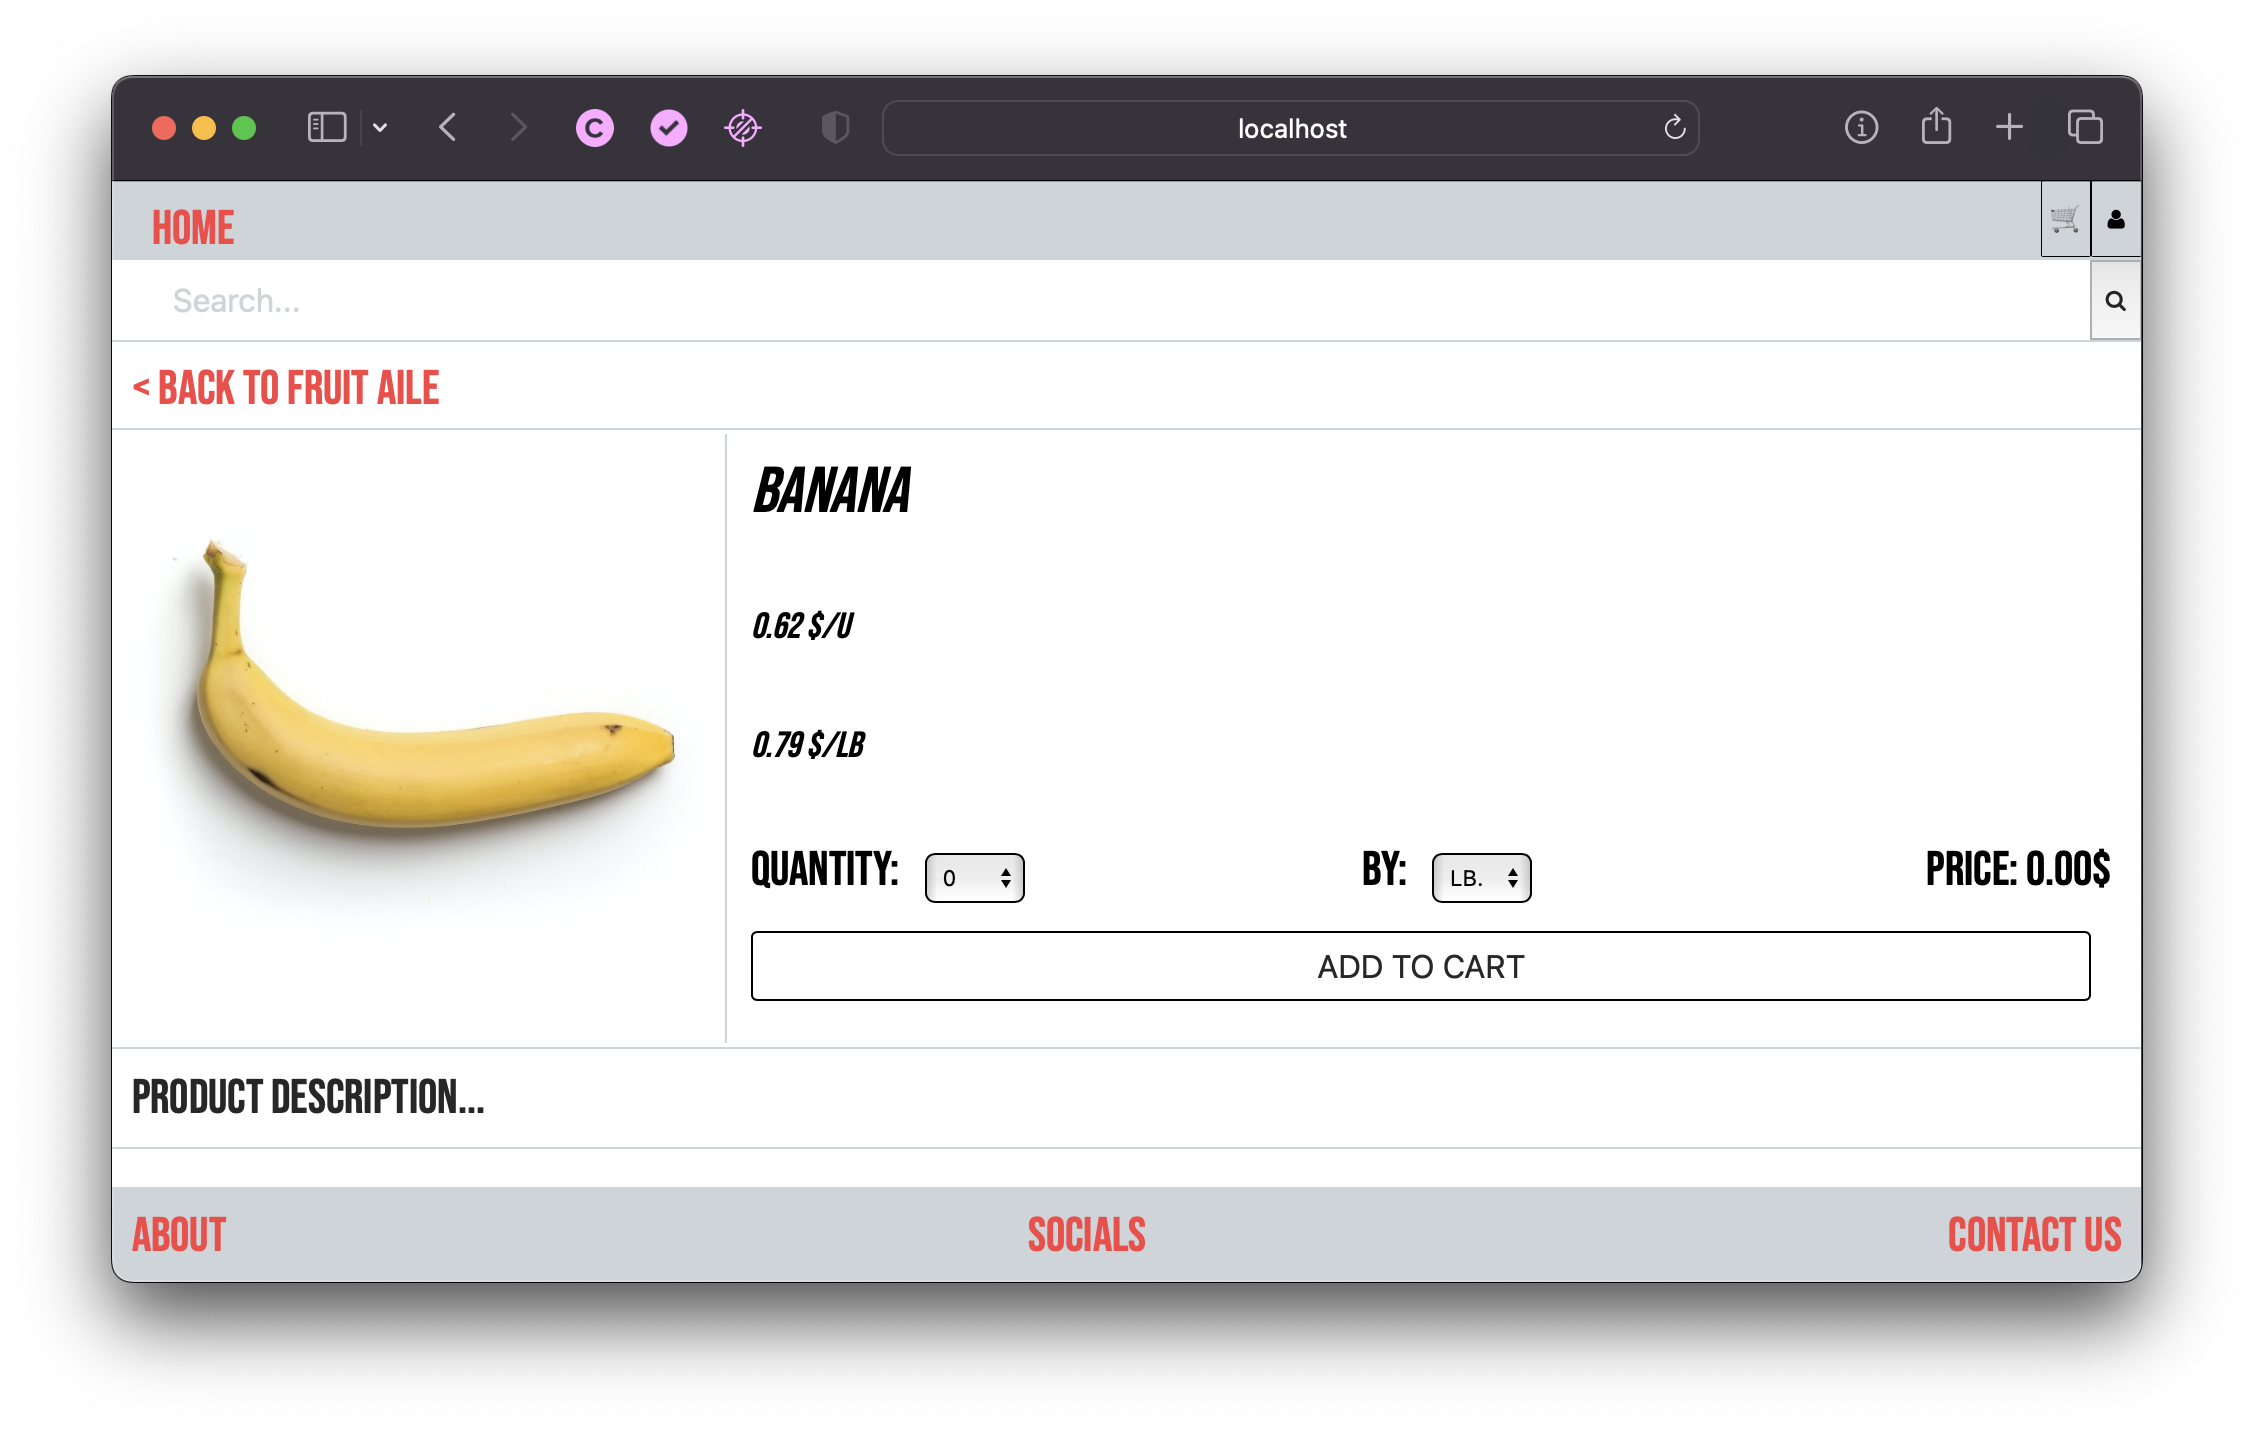 localhost
HOME
Search...
< BACK TO FRUIT AILE
BANANA
0.62 $/U
0.79 $/LB
QUANTITY: 0 BY: LB. PRICE: 0.00$
ADD TO CART
PRODUCT DESCRIPTION...
ABOUT SOCIALS CONTACT US